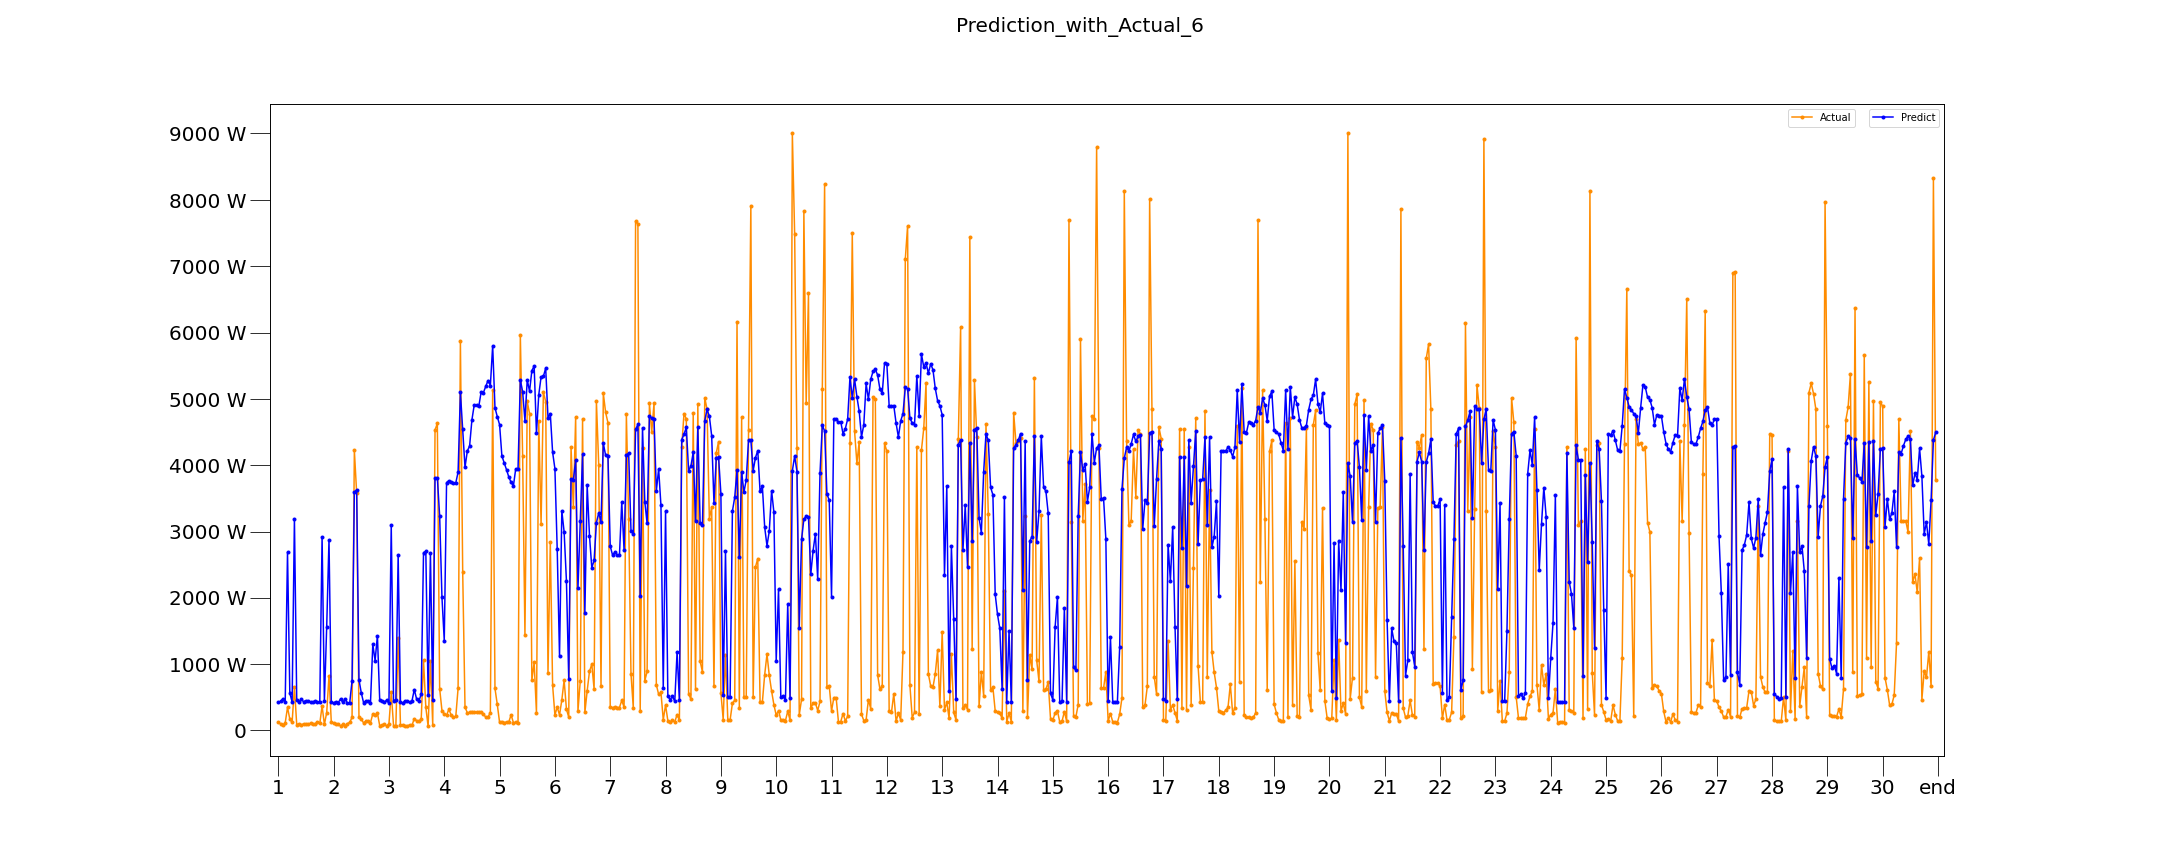 Prediction_with_Actual_6
Actual Predict
9000 W
8000 W
7000 W
6000 W
5000 W
4000 W
3000 W
2000 W
1000 W
0
1 2 3 4 5 6 7 8 9 10 11 12 13 14 15 16 17 18 19 20 21 22 23 24 25 26 27 28 29 30 end